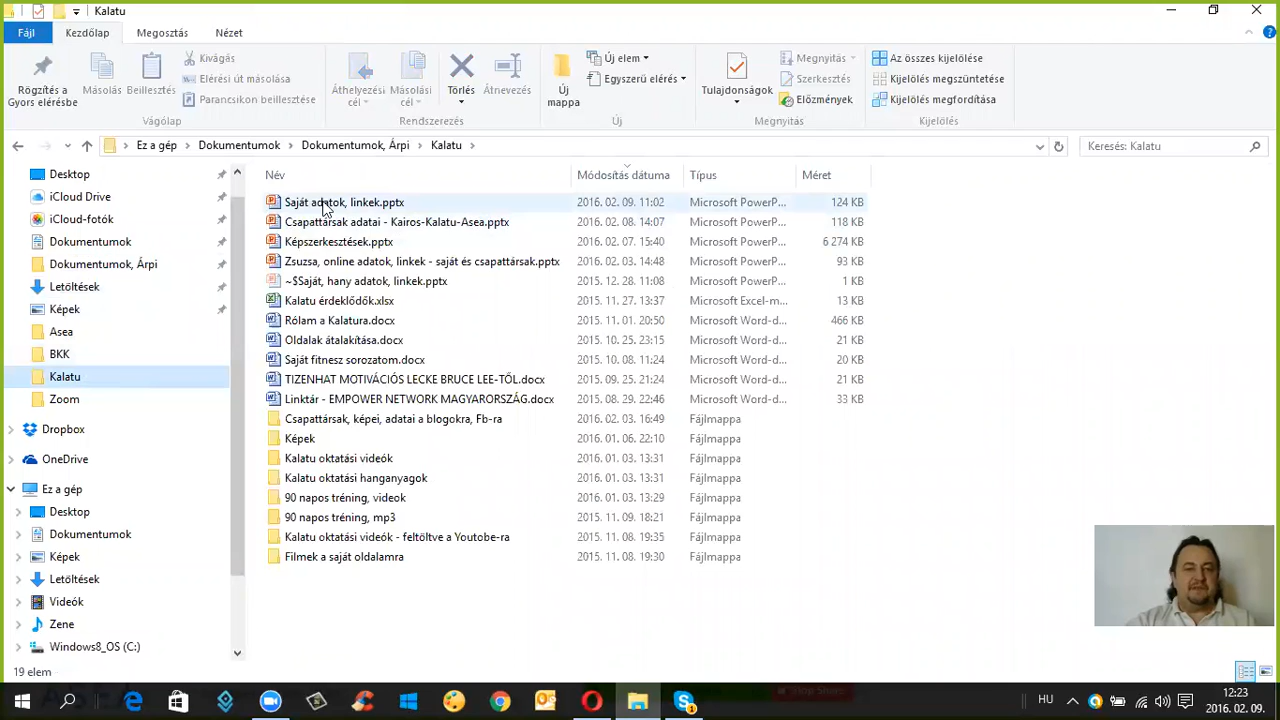 Kalatu
Fájl Kezdőlap Megosztás Nézet
Rögzítés a Gyors elérésbe
Másolás
Beillesztés
Kivágás
Elérési út másolása
Parancsikon beillesztése
Vágólap
Áthelyezési cél
Másolási cél
Törlés
Átnevezés
Rendszerezés
Új mappa
Új elem
Egyszerű elérés
Új
Tulajdonságok
Megnyitás
Szerkesztés
Előzmények
Megnyitás
Az összes kijelölése
Kijelölés megszüntetése
Kijelölés megfordítása
Kijelölés
Ez a gép Dokumentumok Dokumentumok, Árpi Kalatu
Keresés: Kalatu
Desktop
iCloud Drive
iCloud-fotók
Dokumentumok
Dokumentumok, Árpi
Letöltések
Képek
Asea
BKK
Kalatu
Zoom
Dropbox
OneDrive
Ez a gép
Desktop
Dokumentumok
Képek
Letöltések
Videók
Zene
Windows8_OS (C:)
Név Módosítás dátuma Típus Méret
Saját adatok, linkek.pptx 2016. 02. 09. 11:02 Microsoft PowerP... 124 KB
Csapattársak adatai - Kairos-Kalatu-Asea.pptx 2016. 02. 08. 14:07 Microsoft PowerP... 118 KB
Képszerkesztések.pptx 2016. 02. 07. 15:40 Microsoft PowerP... 6 274 KB
Zsuzsa, online adatok, linkek - saját és csapattársak.pptx 2016. 02. 03. 14:48 Microsoft PowerP... 93 KB
~$Saját, hany adatok, linkek.pptx 2015. 12. 28. 11:08 Microsoft PowerP... 1 KB
Kalatu érdeklődők.xlsx 2015. 11. 27. 13:37 Microsoft Excel-m... 13 KB
Rólam a Kalatura.docx 2015. 11. 01. 20:50 Microsoft Word-d... 466 KB
Oldalak átalakítása.docx 2015. 10. 25. 23:15 Microsoft Word-d... 21 KB
Saját fitnesz sorozatom.docx 2015. 10. 08. 11:24 Microsoft Word-d... 20 KB
TIZENHAT MOTIVÁCIÓS LECKE BRUCE LEE-TŐL.docx 2015. 09. 25. 21:24 Microsoft Word-d... 21 KB
Linktár - EMPOWER NETWORK MAGYARORSZÁG.docx 2015. 08. 29. 22:46 Microsoft Word-d... 33 KB
Csapattársak, képei, adatai a blogokra, Fb-ra 2016. 02. 03. 16:49 Fájlmappa
Képek 2016. 01. 06. 22:10 Fájlmappa
Kalatu oktatási videók 2016. 01. 03. 13:31 Fájlmappa
Kalatu oktatási hanganyagok 2016. 01. 03. 13:31 Fájlmappa
90 napos tréning, videok 2016. 01. 03. 13:29 Fájlmappa
90 napos tréning, mp3 2015. 11. 09. 18:21 Fájlmappa
Kalatu oktatási videók - feltöltve a Youtube-ra 2015. 11. 08. 19:35 Fájlmappa
Filmek a saját oldalamra 2015. 11. 08. 19:30 Fájlmappa
19 elem
HU
12:23
2016. 02. 09.